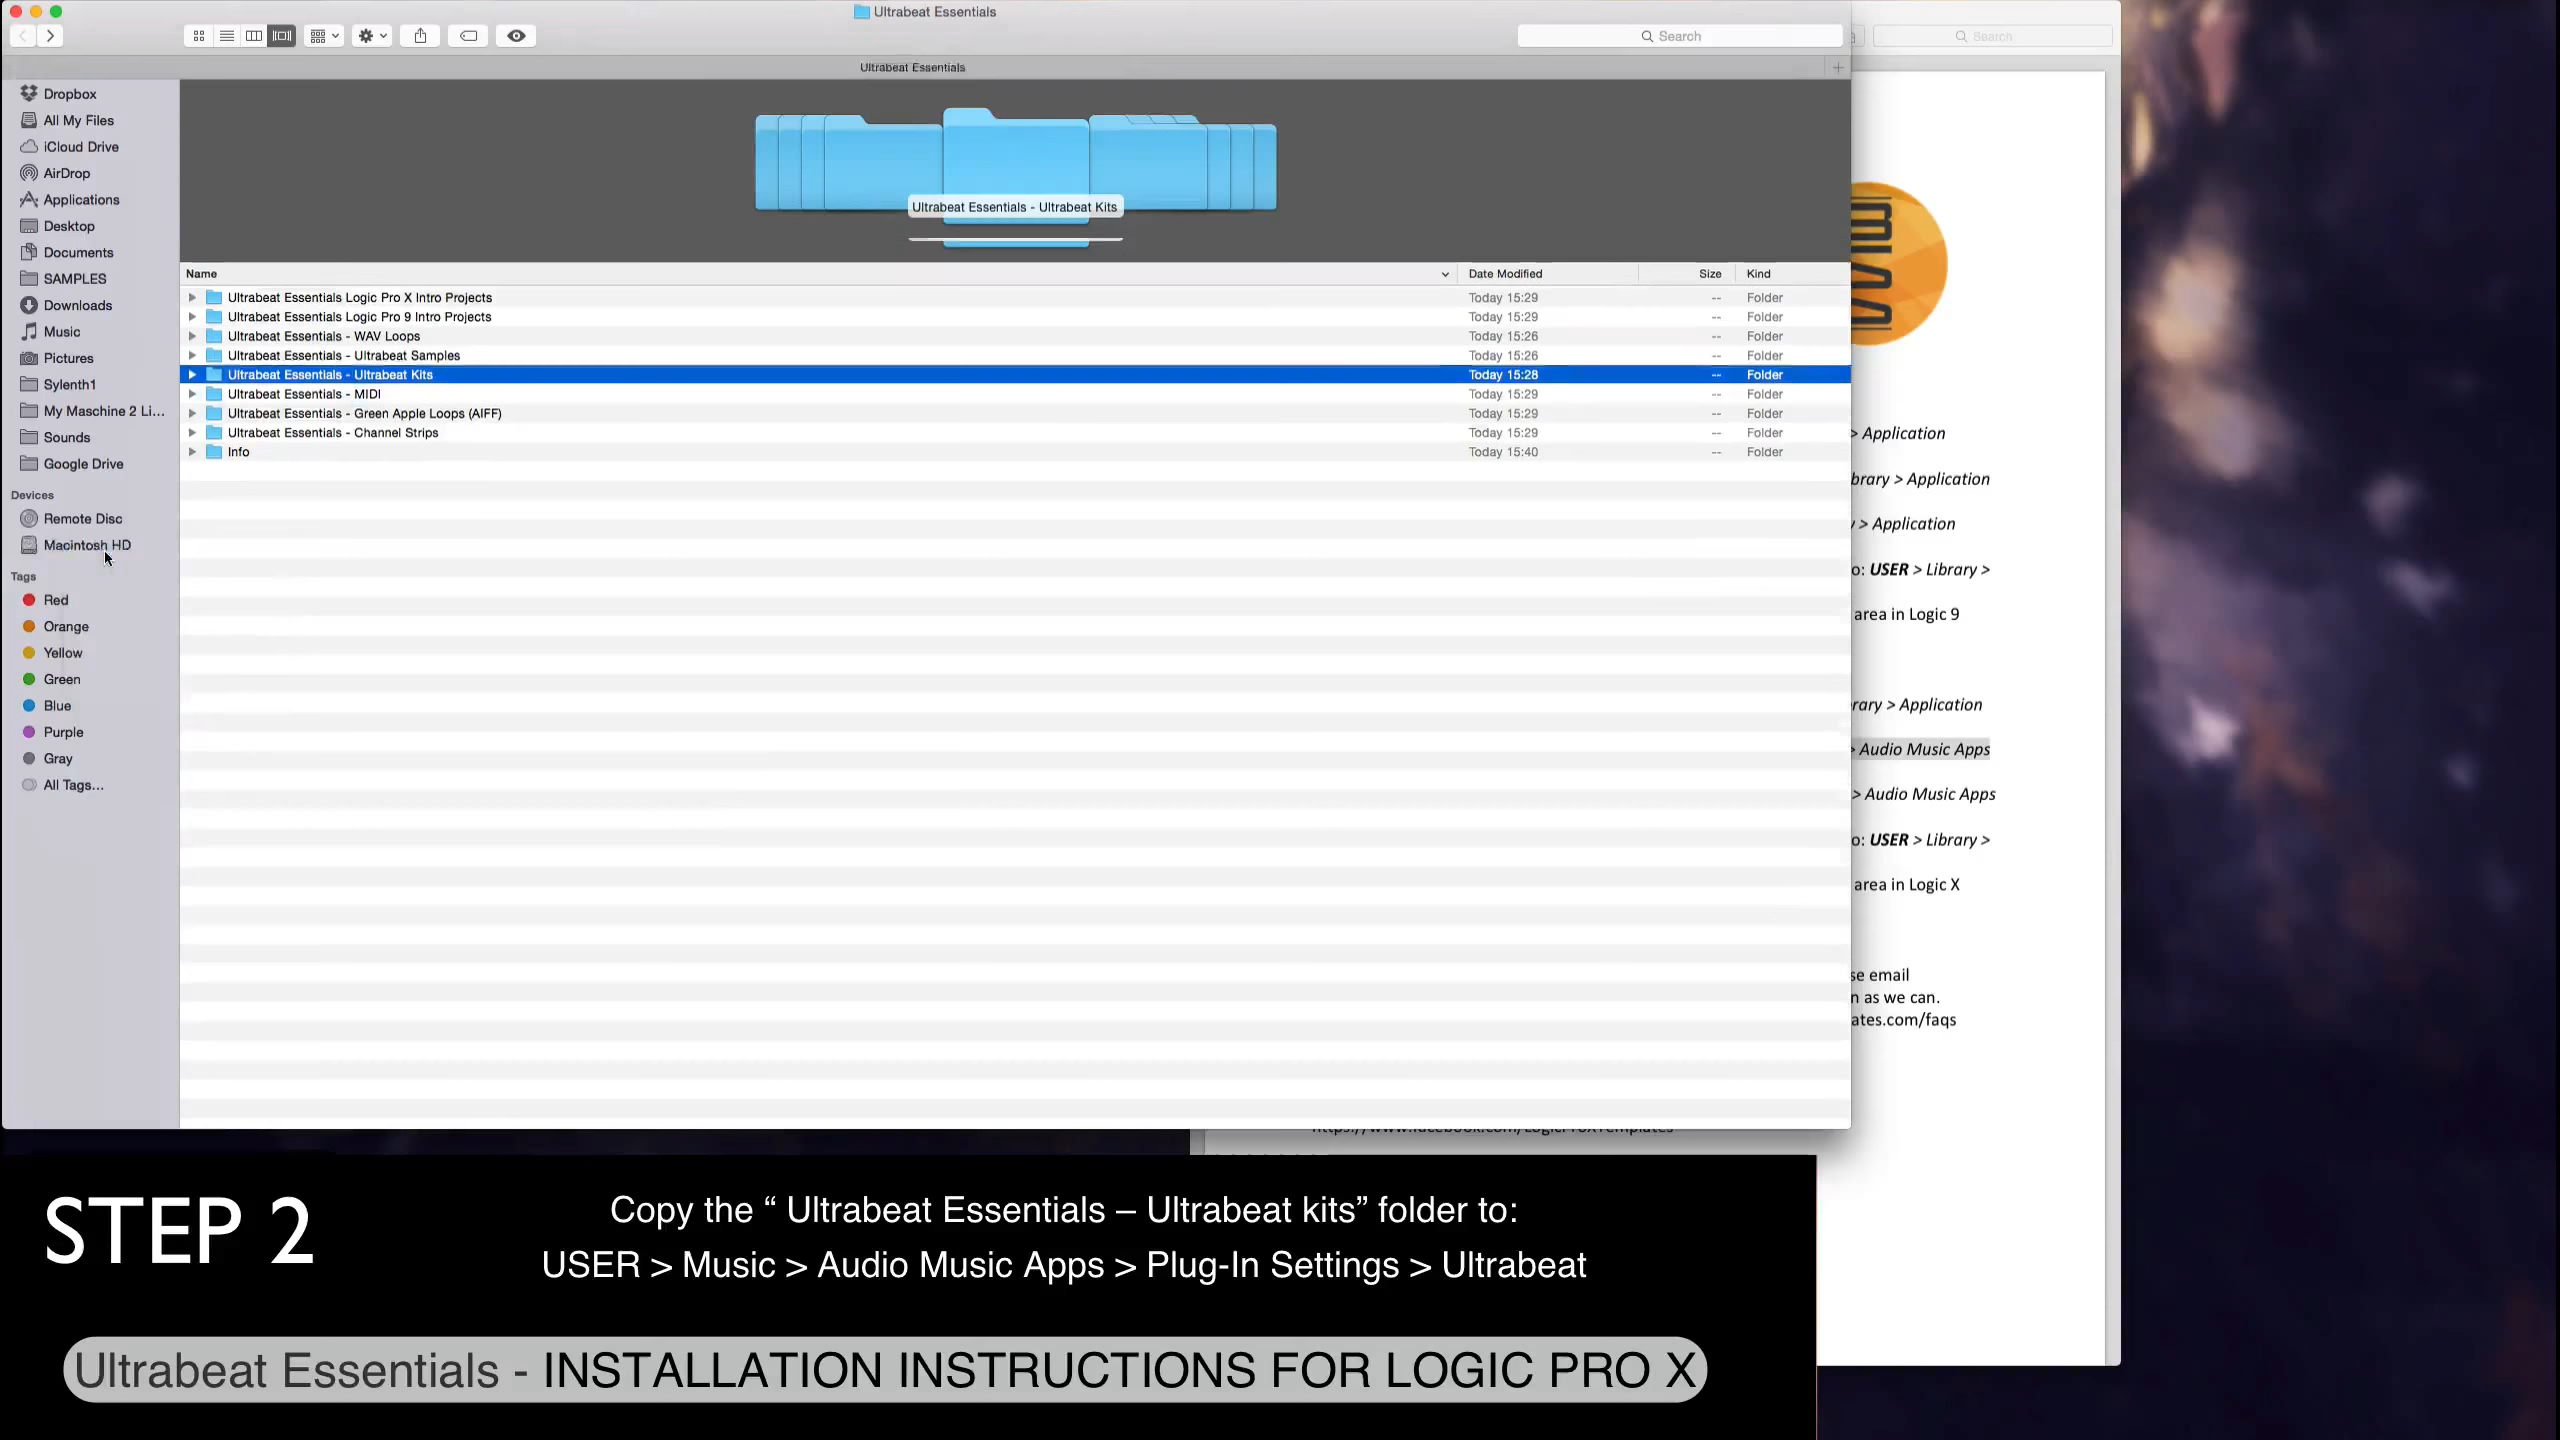 Ultrabeat Essentials
Search
Search
Ultrabeat Essentials
Dropbox
All My Files
iCloud Drive
AirDrop
Applications
Desktop
Documents
SAMPLES
Downloads
Music
Pictures
Sylenth1
My Maschine 2 Li...
Sounds
Google Drive
Devices
Remote Disc
Macintosh HD
Tags
Red
Orange
Yellow
Green
Blue
Purple
Gray
All Tags...
Ultrabeat Essentials - Ultrabeat Kits
Name Date Modified Size Kind
Ultrabeat Essentials Logic Pro X Intro Projects Today 15:29 -- Folder
Ultrabeat Essentials Logic Pro 9 Intro Projects Today 15:29 -- Folder
Ultrabeat Essentials - WAV Loops Today 15:26 -- Folder
Ultrabeat Essentials - Ultrabeat Samples Today 15:26 -- Folder
Ultrabeat Essentials - Ultrabeat Kits Today 15:28 -- Folder
Ultrabeat Essentials - MIDI Today 15:29 -- Folder
Ultrabeat Essentials - Green Apple Loops (AIFF) Today 15:29 -- Folder
Ultrabeat Essentials - Channel Strips Today 15:29 -- Folder
Info Today 15:40 -- Folder
> Application
brary > Application
> Application
o: USER > Library >
area in Logic 9
rary > Application
> Audio Music Apps
> Audio Music Apps
o: USER > Library >
area in Logic X
se email
n as we can.
ates.com/faqs
STEP 2
Copy the “ Ultrabeat Essentials – Ultrabeat kits” folder to:
USER > Music > Audio Music Apps > Plug-In Settings > Ultrabeat
Ultrabeat Essentials - INSTALLATION INSTRUCTIONS FOR LOGIC PRO X